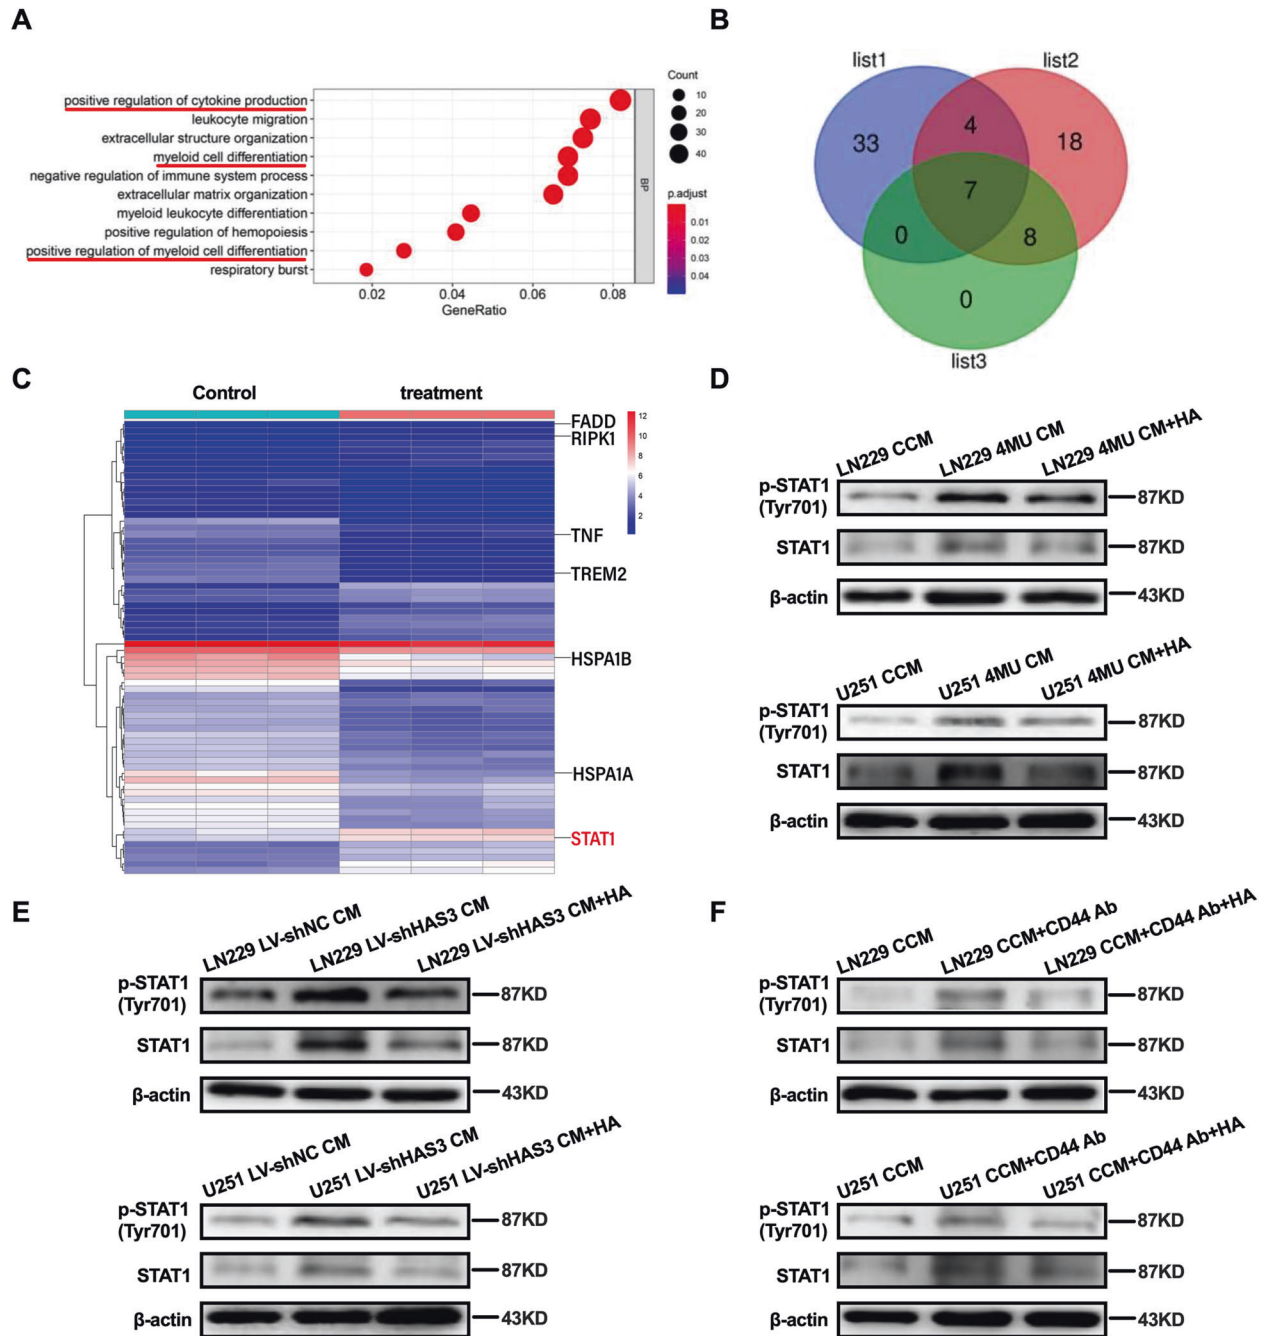 A
positive regulation of cytokine production
leukocyte migration
extracellular structure organization
myeloid cell differentiation
negative regulation of immune system process
extracellular matrix organization
myeloid leukocyte differentiation
positive regulation of hemopoiesis
positive regulation of myeloid cell differentiation
respiratory burst
0.02 0.04 0.06 0.08
GeneRatio
BP
Count
10
20
30
40
p.adjust
0.01
0.02
0.03
0.04
B
list1 list2
33 4 18
7
0 8
0
list3
C
Control treatment
FADD
RIPK1
TNF
TREM2
HSPA1B
HSPA1A
STAT1
12
10
8
6
4
2
D
LN229 CCM LN229 4MU CM LN229 4MU CM+HA
p-STAT1 (Tyr701) 87KD
STAT1 87KD
β-actin 43KD
U251 CCM U251 4MU CM U251 4MU CM+HA
p-STAT1 (Tyr701) 87KD
STAT1 87KD
β-actin 43KD
E
LN229 LV-shNC CM LN229 LV-shHAS3 CM LN229 LV-shHAS3 CM+HA
p-STAT1 (Tyr701) 87KD
STAT1 87KD
β-actin 43KD
U251 LV-shNC CM U251 LV-shHAS3 CM U251 LV-shHAS3 CM+HA
p-STAT1 (Tyr701) 87KD
STAT1 87KD
β-actin 43KD
F
LN229 CCM LN229 CCM+CD44 Ab LN229 CCM+CD44 Ab+HA
p-STAT1 (Tyr701) 87KD
STAT1 87KD
β-actin 43KD
U251 CCM U251 CCM+CD44 Ab U251 CCM+CD44 Ab+HA
p-STAT1 (Tyr701) 87KD
STAT1 87KD
β-actin 43KD